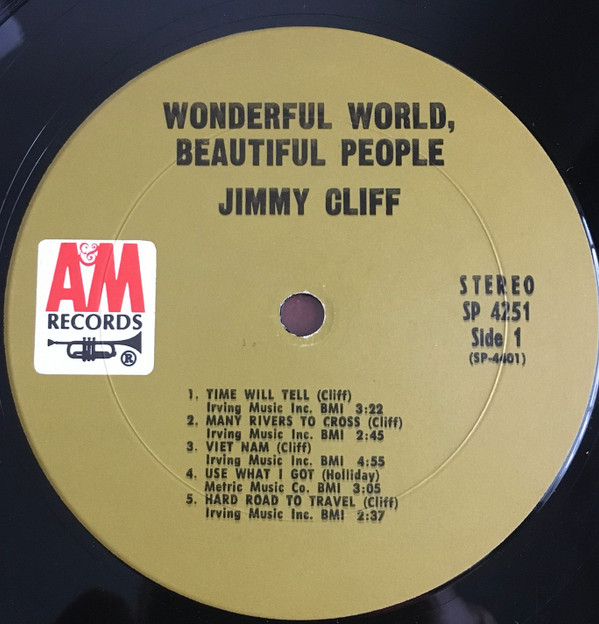 WONDERFUL WORLD,
BEAUTIFUL PEOPLE
JIMMY CLIFF
A&M
RECORDS
®
STEREO
SP 4251
Side 1
(SP-4401)
1. TIME WILL TELL (Cliff)
Irving Music Inc. BMI 3:22
2. MANY RIVERS TO CROSS (Cliff)
Irving Music Inc. BMI 2:45
3. VIET NAM (Cliff)
Irving Music Inc. BMI 4:55
4. USE WHAT I GOT (Holliday)
Metric Music Co. BMI 3:05
5. HARD ROAD TO TRAVEL (Cliff)
Irving Music Inc. BMI 2:37